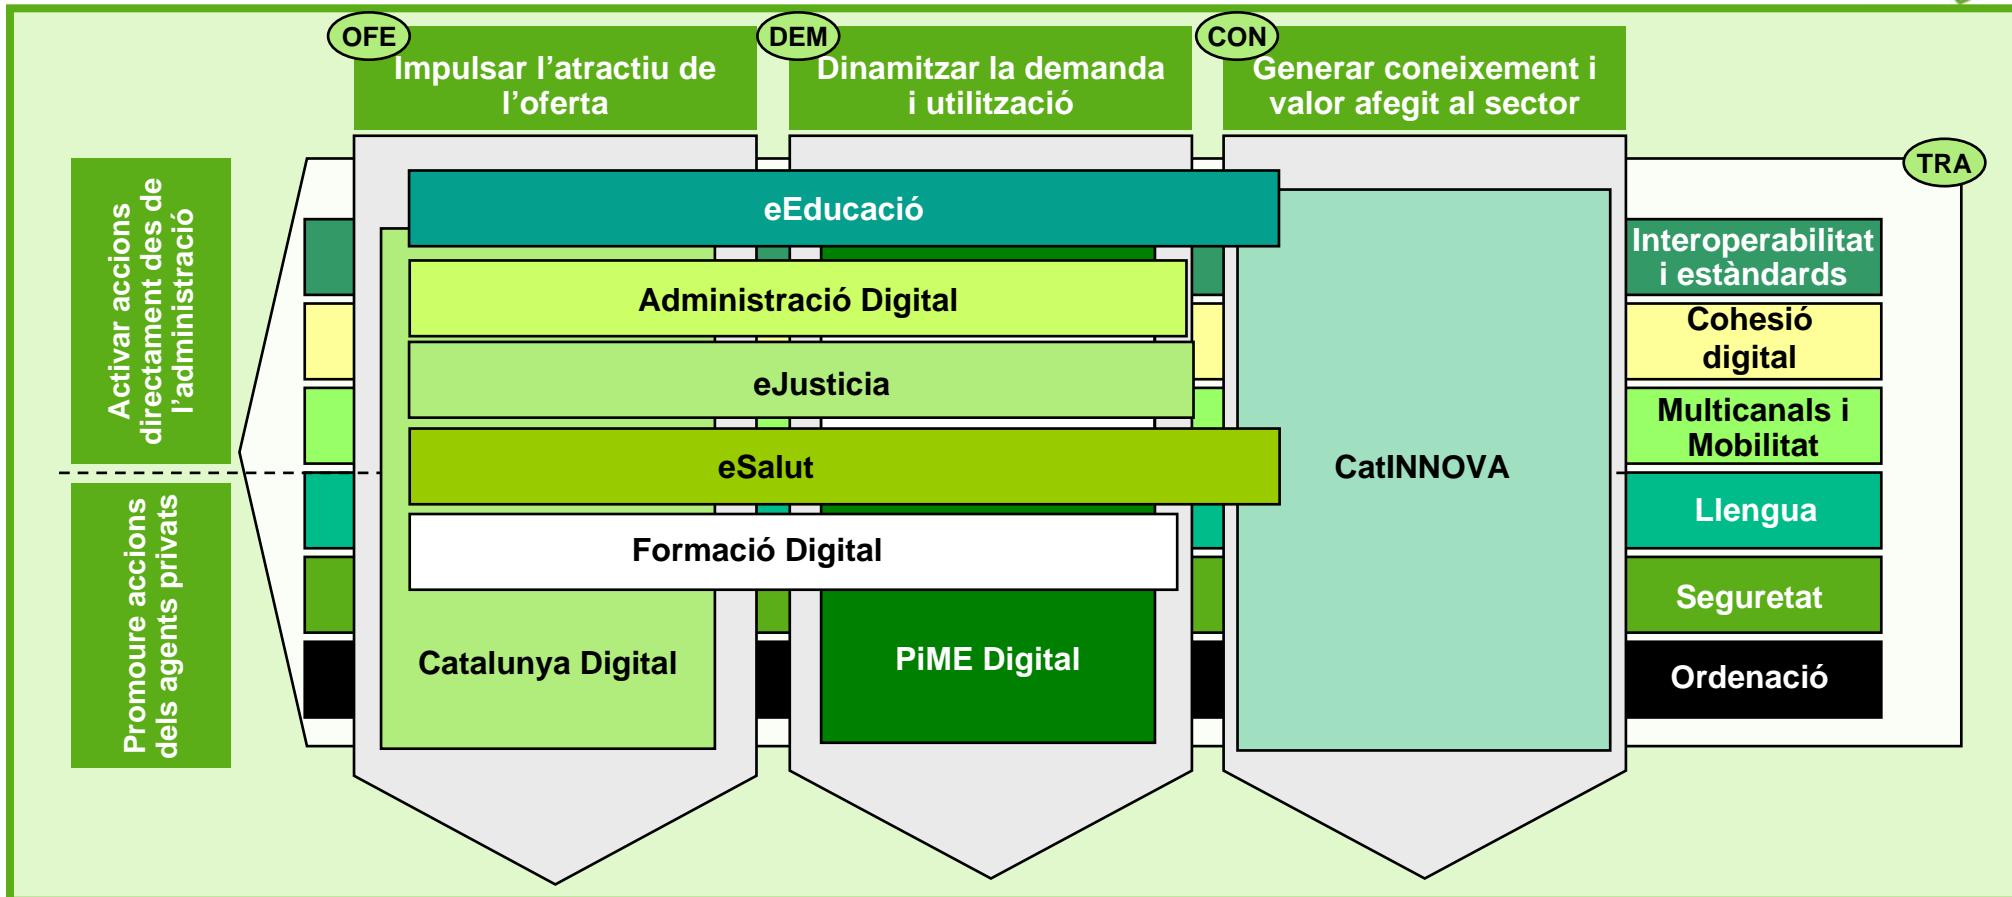 OFE
Impulsar l’atractiu de
l’oferta
DEM
Dinamitzar la demanda
i utilització
CON
Generar coneixement i
valor afegit al sector
TRA
Activar accions
directament des de
l’administració
Promoure accions
dels agents privats
eEducació
Administració Digital
eJusticia
eSalut
Formació Digital
Catalunya Digital
PiME Digital
CatINNOVA
Interoperabilitat
i estàndards
Cohesió
digital
Multicanals i
Mobilitat
Llengua
Seguretat
Ordenació